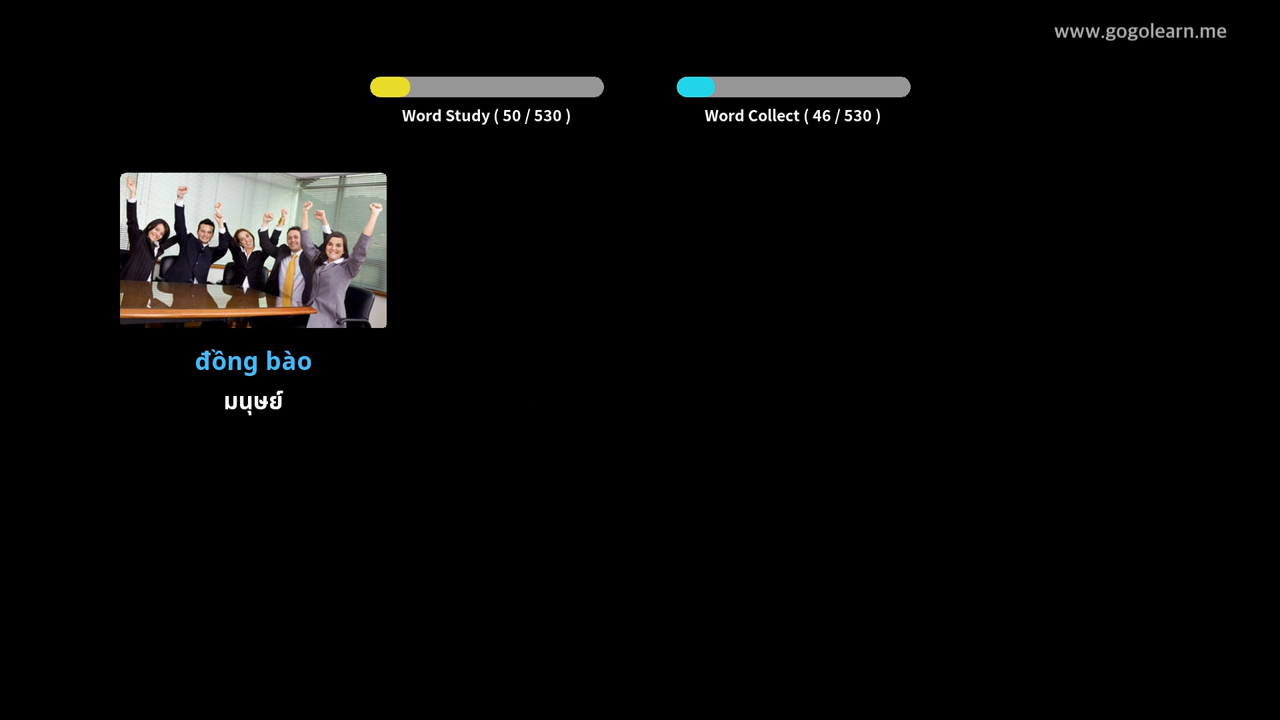 www.gogolearn.me
Word Study ( 50 / 530 )
Word Collect ( 46 / 530 )
đồng bào
มนุษย์